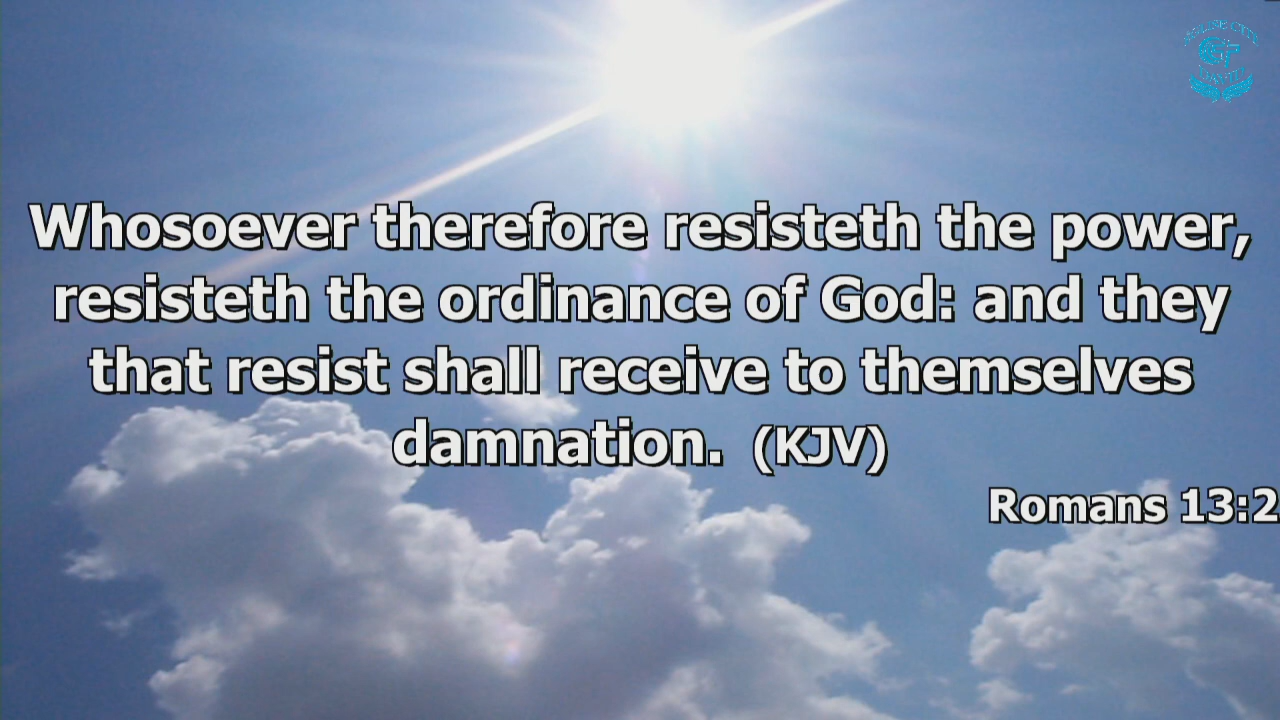 Whosoever therefore resisteth the power,
resisteth the ordinance of God: and they
that resist shall receive to themselves
damnation. (KJV)
Romans 13:2